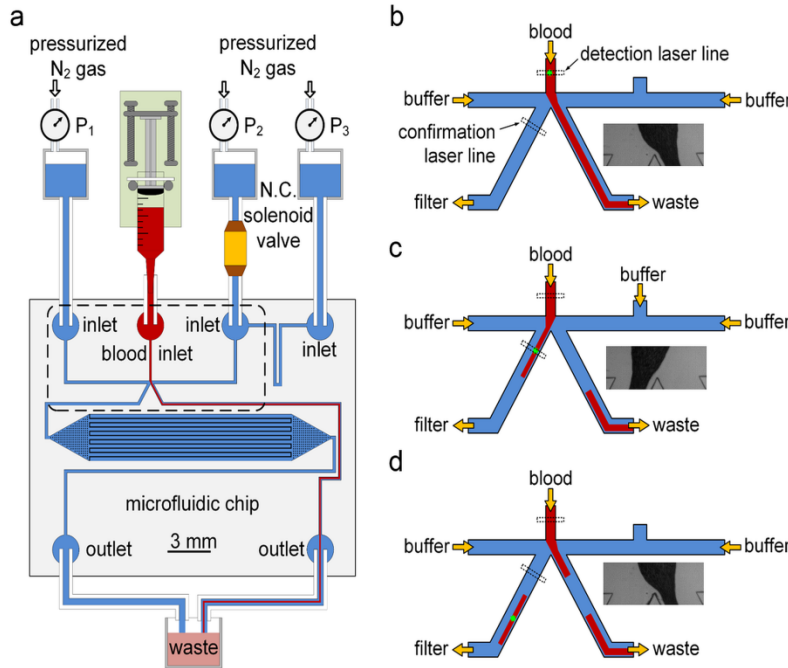 a
pressurized
N2 gas
pressurized
N2 gas
P1
P2
P3
N.C.
solenoid
valve
inlet
inlet
blood
inlet
inlet
microfluidic chip
outlet
3 mm
outlet
waste
b
blood
detection laser line
buffer
buffer
confirmation
laser line
filter
waste
c
blood
buffer
buffer
buffer
filter
waste
d
blood
buffer
buffer
filter
waste